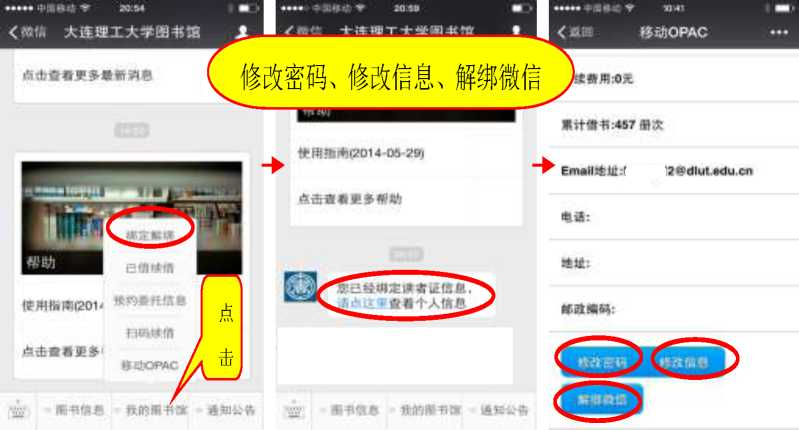 中国移动 20:54
微信 大连理工大学图书馆
点击查看更多最新消息
绑定解绑
已借续借
预约委托信息
扫码续借
移动OPAC
帮助
使用指南(201
点击查看更多
点
击
图书信息 我的图书馆 通知公告
修改密码、修改信息、解绑微信
中国移动 20:59
微信 大连理工大学图书馆
帮助
使用指南(2014-05-29)
点击查看更多帮助
您已经绑定读者证信息,
请点这里查看个人信息
图书信息 我的图书馆 通知公告
中国移动 10:41
返回 移动OPAC
续费用:0元
累计借书:457 册次
Email地址: 2@dlut.edu.cn
电话:
地址:
邮政编码:
修改密码 修改信息
解绑微信